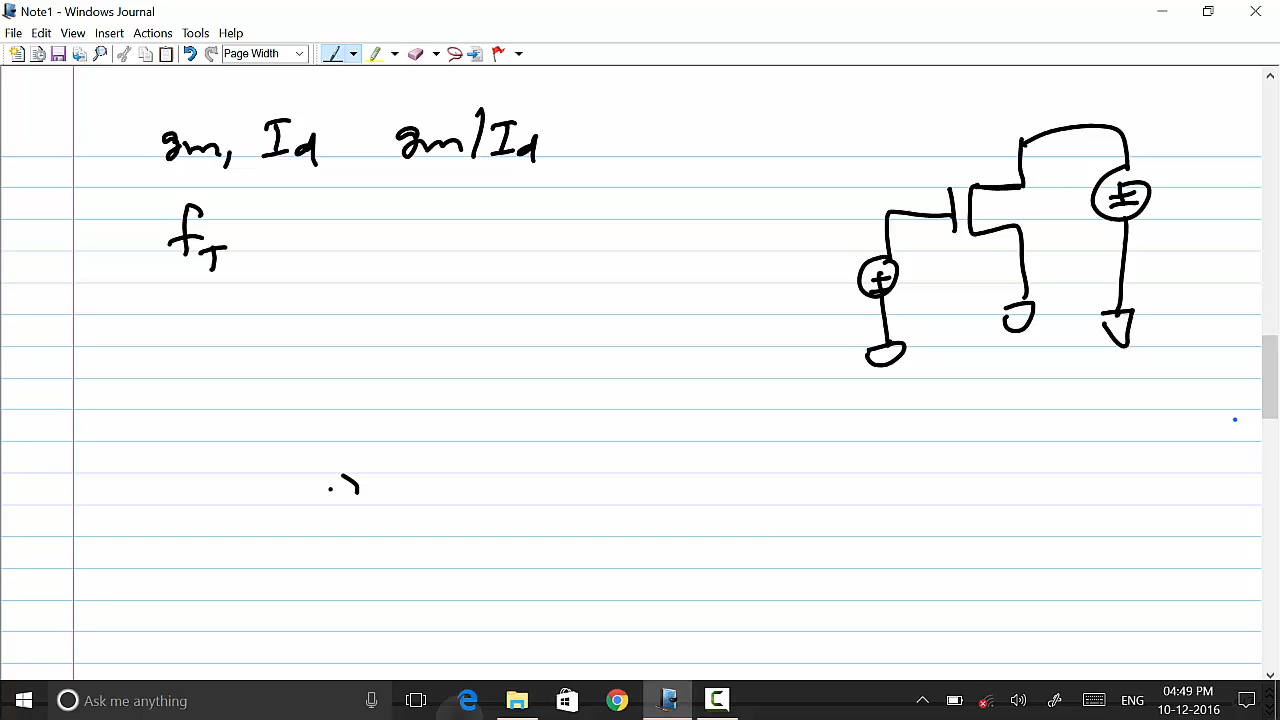 Note1 - Windows Journal
File Edit View Insert Actions Tools Help
Page Width
gm, Id gm/Id
fT
Ask me anything
ENG
04:49 PM
10-12-2016